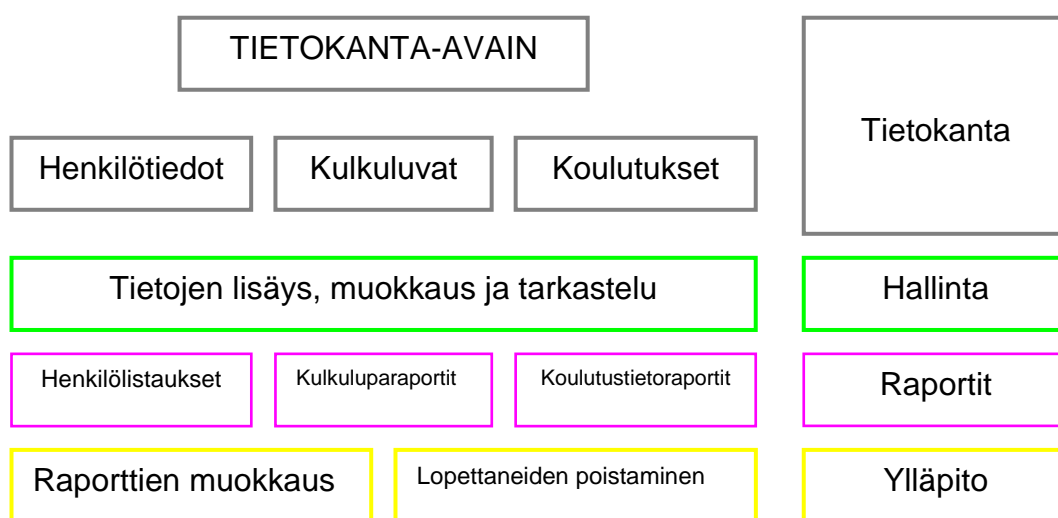 TIETOKANTA-AVAIN
Tietokanta
Henkilötiedot
Kulkuluvat
Koulutukset
Tietojen lisäys, muokkaus ja tarkastelu
Hallinta
Henkilölistaukset
Kulkuluparaportit
Koulutustietoraportit
Raportit
Raporttien muokkaus
Lopettaneiden poistaminen
Ylläpito